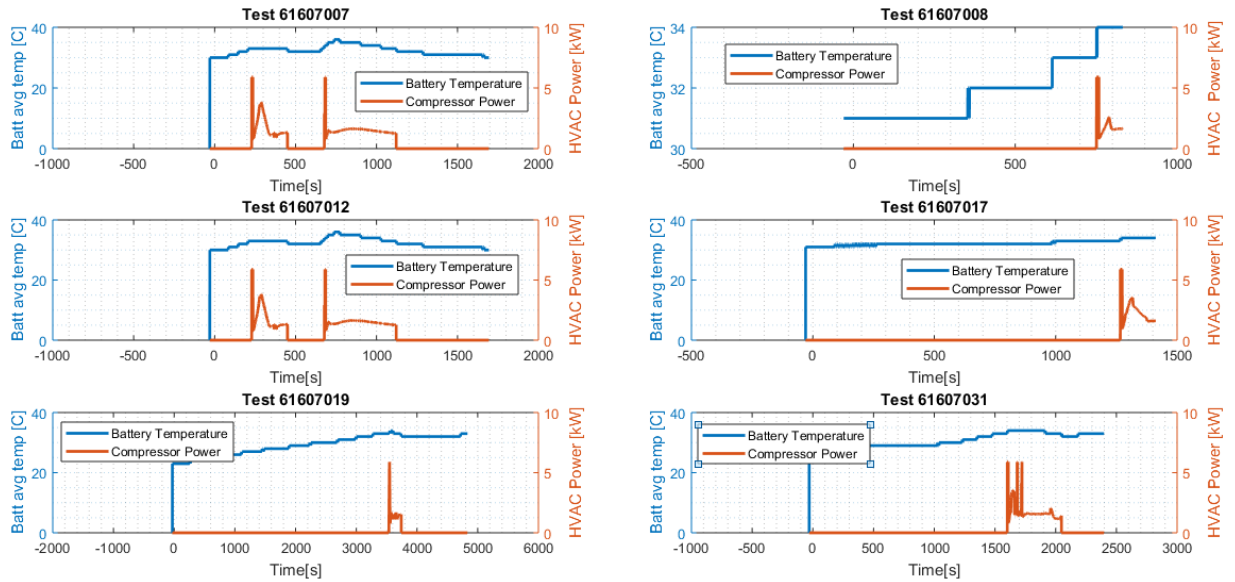 Test 61607007
Batt avg temp [C]
40
20
0
Battery Temperature
Compressor Power
10
5
0
HVAC Power [kW]
-1000 -500 0 500 1000 1500 2000
Time[s]
Test 61607008
Batt avg temp [C]
34
32
30
Battery Temperature
Compressor Power
10
5
0
HVAC Power [kW]
-500 0 500 1000
Time[s]
Test 61607012
Batt avg temp [C]
40
20
0
Battery Temperature
Compressor Power
10
5
0
HVAC Power [kW]
-1000 -500 0 500 1000 1500 2000
Time[s]
Test 61607017
Batt avg temp [C]
40
20
0
Battery Temperature
Compressor Power
10
5
0
HVAC Power [kW]
-500 0 500 1000 1500
Time[s]
Test 61607019
Batt avg temp [C]
40
20
0
Battery Temperature
Compressor Power
10
5
0
HVAC Power [kW]
-2000 -1000 0 1000 2000 3000 4000 5000 6000
Time[s]
Test 61607031
Batt avg temp [C]
40
20
0
Battery Temperature
Compressor Power
10
5
0
HVAC Power [kW]
-1000 -500 0 500 1000 1500 2000 2500 3000
Time[s]